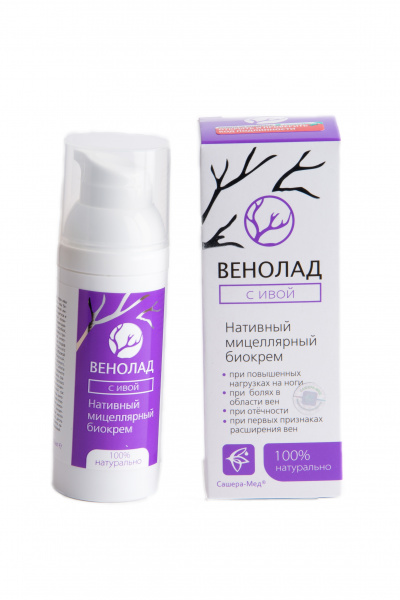 ВЕНОЛАД
С ИВОЙ
Нативный
мицеллярный
биокрем
100%
натурально
ВЕНОЛАД
С ИВОЙ
Нативный
мицеллярный
биокрем
• при повышенных
нагрузках на ноги
• при болях в
области вен
• при отёчности
• при первых признаках
расширения вен
Сашера-Мед®
100%
натурально